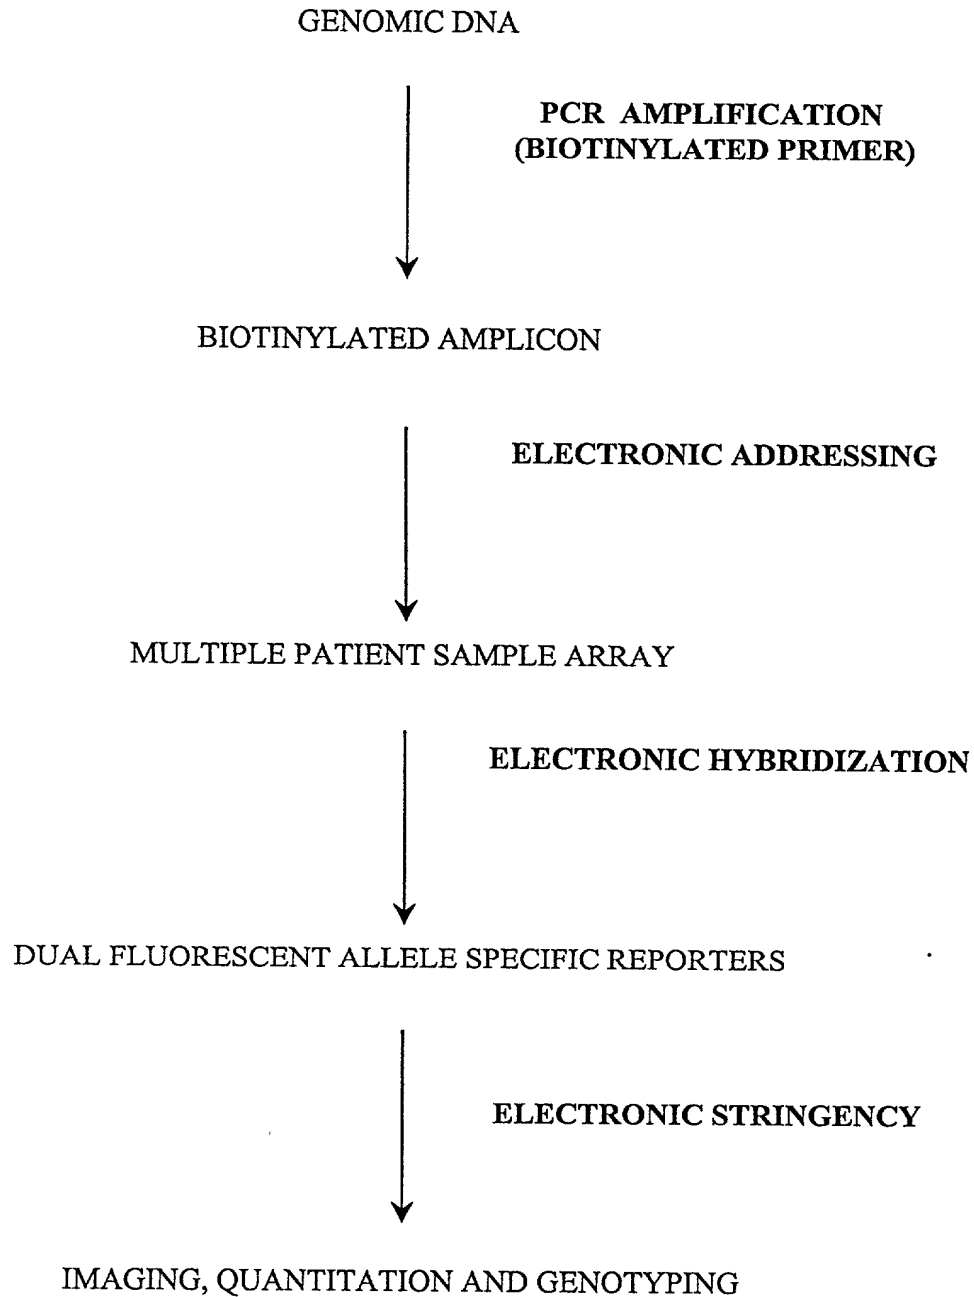 GENOMIC DNA
PCR AMPLIFICATION
(BIOTINYLATED PRIMER)
BIOTINYLATED AMPLICON
ELECTRONIC ADDRESSING
MULTIPLE PATIENT SAMPLE ARRAY
ELECTRONIC HYBRIDIZATION
DUAL FLUORESCENT ALLELE SPECIFIC REPORTERS
ELECTRONIC STRINGENCY
IMAGING, QUANTITATION AND GENOTYPING